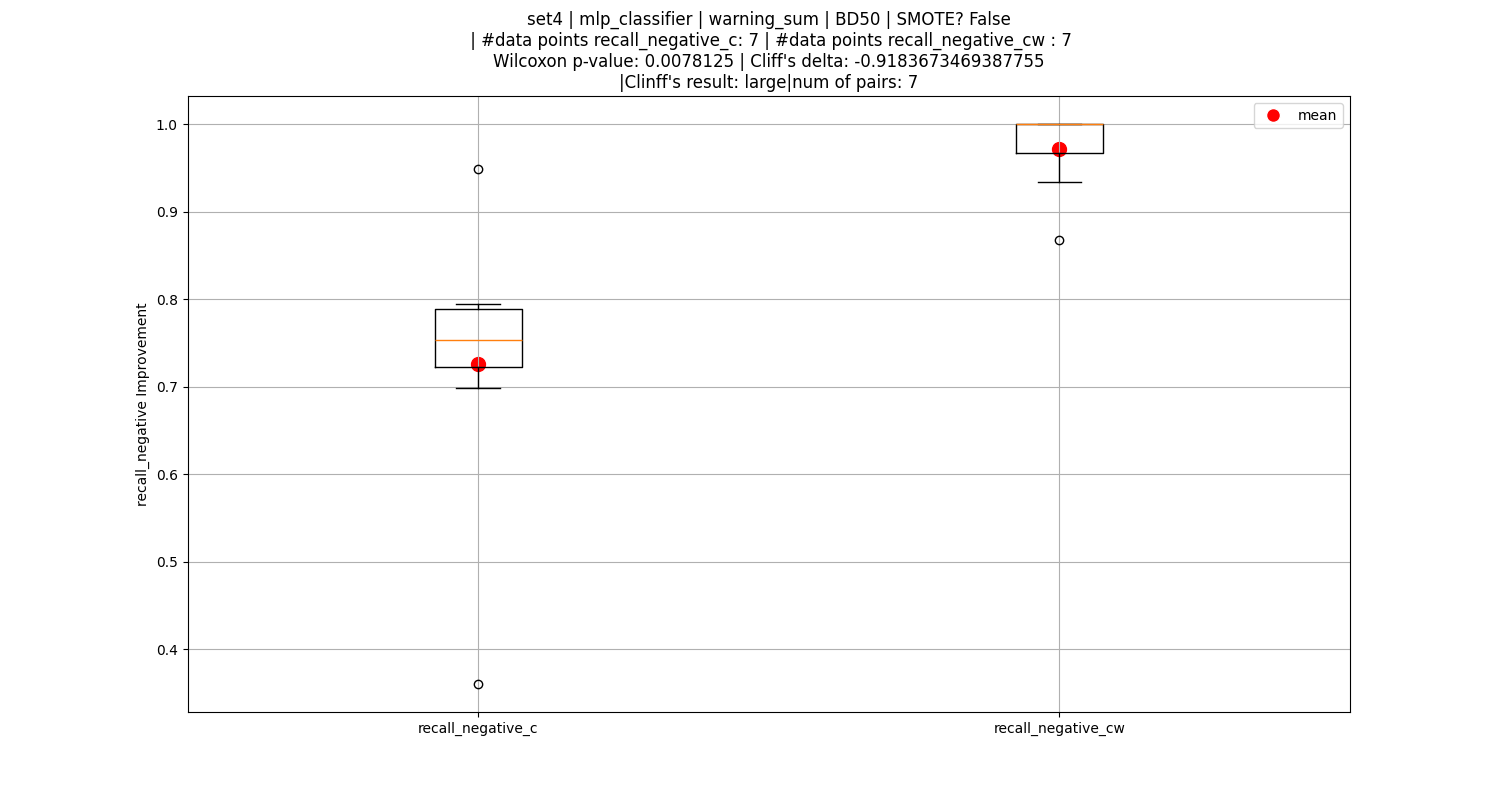 set4 | mlp_classifier | warning_sum | BD50 | SMOTE? False
| #data points recall_negative_c: 7 | #data points recall_negative_cw : 7
Wilcoxon p-value: 0.0078125 | Cliff's delta: -0.9183673469387755
|Clinff's result: large|num of pairs: 7
mean
1.0
0.9
0.8
0.7
0.6
0.5
0.4
recall_negative Improvement
recall_negative_c
recall_negative_cw